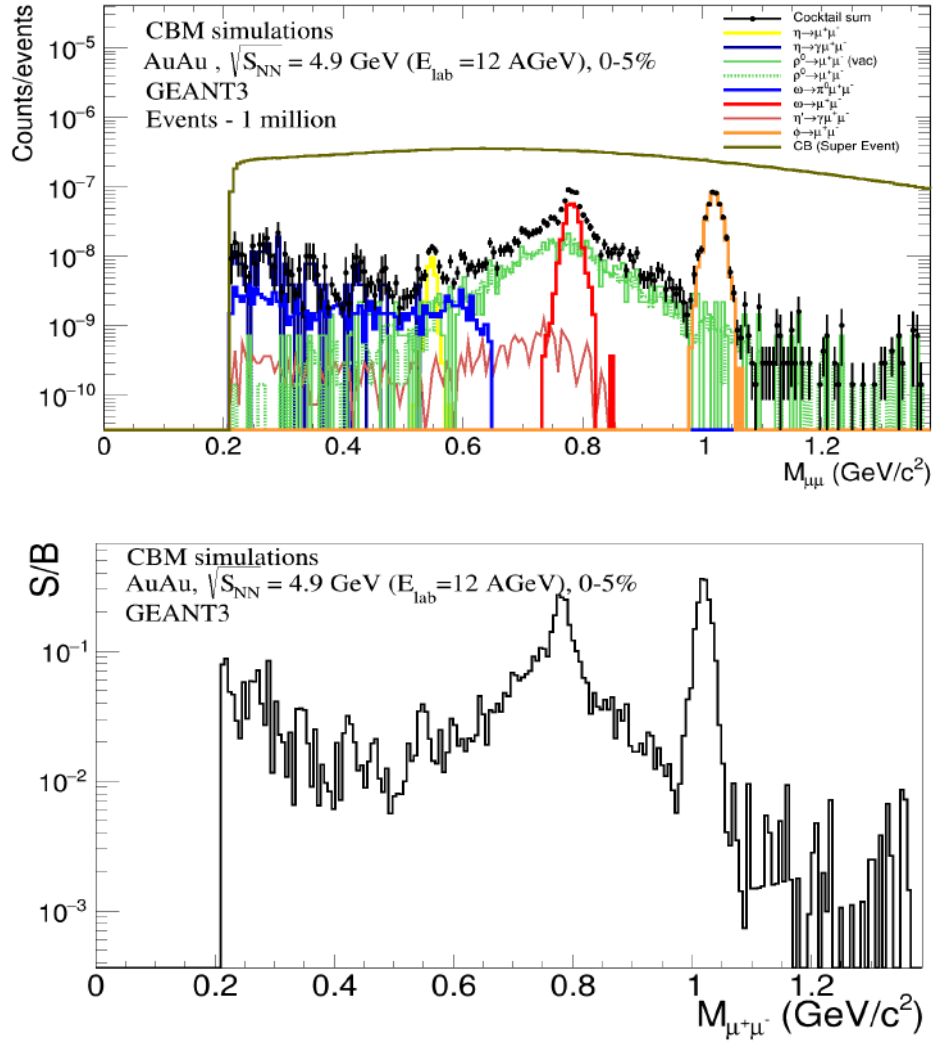 CBM simulations
AuAu , √S_NN = 4.9 GeV (E_lab =12 AGeV), 0-5%
GEANT3
Events - 1 million
Cocktail sum
η→μ⁺μ⁻
η→γμ⁺μ⁻
ρ⁰→μ⁺μ⁻ (vac)
ρ⁰→μ⁺μ⁻
ω→π⁰μ⁺μ⁻
ω→μ⁺μ⁻
η'→γμ⁺μ⁻
ϕ→μ⁺μ⁻
CB (Super Event)
Counts/events
10⁻⁵
10⁻⁶
10⁻⁷
10⁻⁸
10⁻⁹
10⁻¹⁰
0 0.2 0.4 0.6 0.8 1 1.2
M_μμ (GeV/c²)
CBM simulations
AuAu, √S_NN = 4.9 GeV (E_lab =12 AGeV), 0-5%
GEANT3
S/B
10⁻¹
10⁻²
10⁻³
0 0.2 0.4 0.6 0.8 1 1.2
M_μ⁺μ⁻ (GeV/c²)